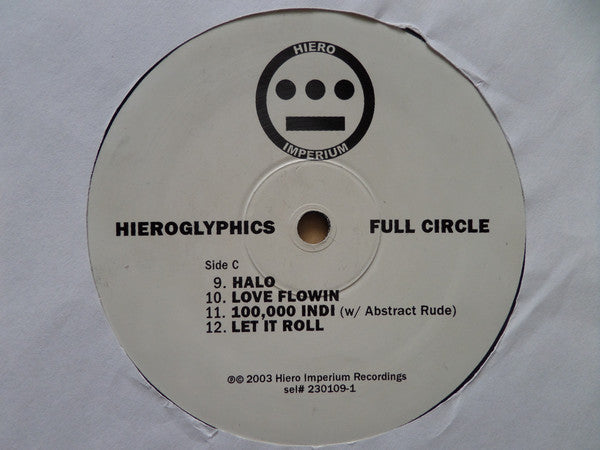 HIERO
IMPERIUM
HIEROGLYPHICS FULL CIRCLE
Side C
9. HALO
10. LOVE FLOWIN
11. 100,000 INDI (w/ Abstract Rude)
12. LET IT ROLL
℗© 2003 Hiero Imperium Recordings
sel# 230109-1